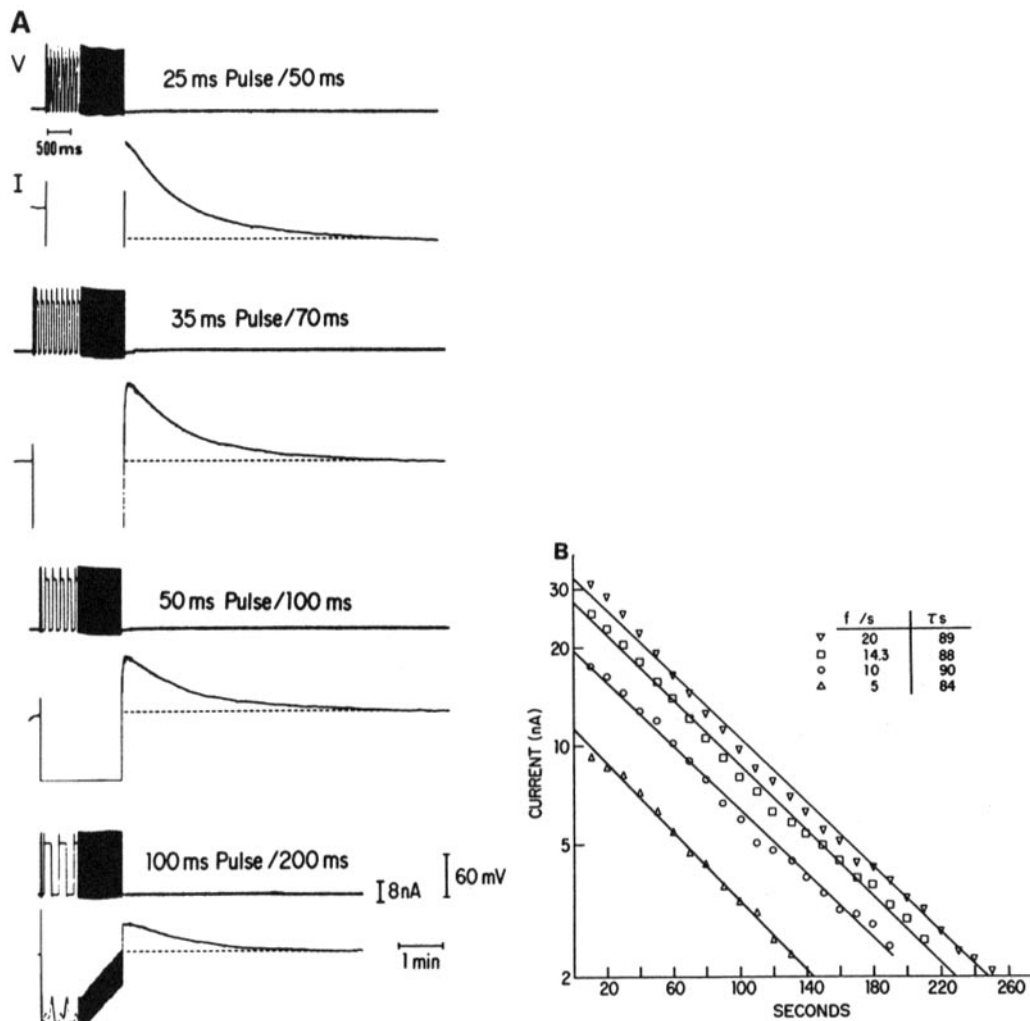 A
V
25 ms Pulse/50 ms
500 ms
I
35 ms Pulse/70 ms
50 ms Pulse/100 ms
100 ms Pulse/200 ms
8nA
60 mV
1 min
B
f /s τs
20 89
14.3 88
10 90
5 84
30
20
10
5
2
CURRENT (nA)
20 60 100 140 180 220 260
SECONDS